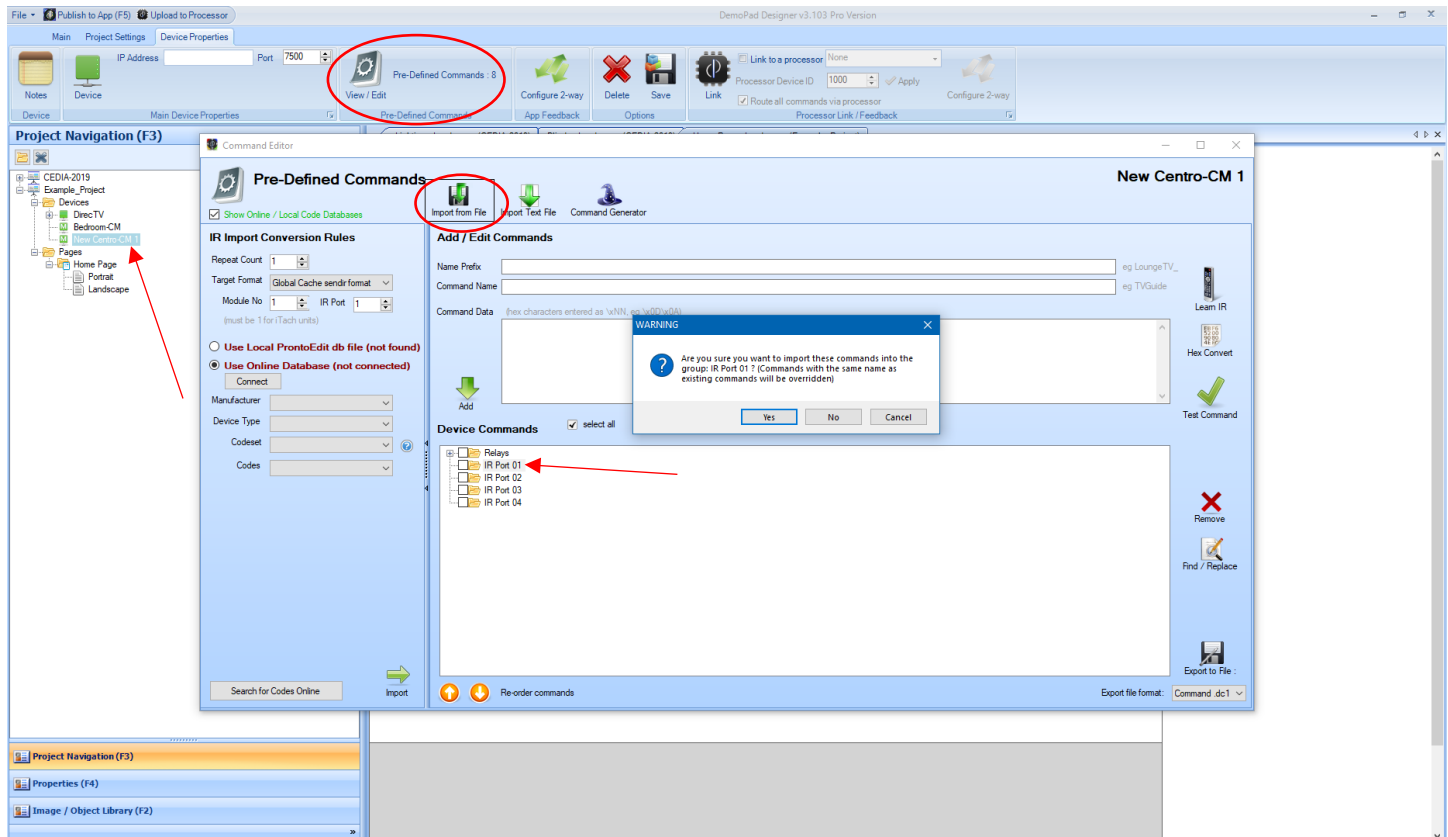 File
Publish to App (F5)
Upload to Processor
DemoPad Designer v3.103 Pro Version
Main
Project Settings
Device Properties
IP Address
Port 7500
Notes
Device
View / Edit
Pre-Defined Commands : 8
Configure 2-way
Delete
Save
Link
Link to a processor None
Processor Device ID 1000 Apply
Route all commands via processor
Configure 2-way
Device
Main Device Properties
Pre-Defined Commands
App Feedback
Options
Processor Link / Feedback
Project Navigation (F3)
CEDIA-2019
Example_Project
Devices
DirecTV
Bedroom-CM
New Centro-CM 1
Pages
Home Page
Portrait
Landscape
Command Editor
Pre-Defined Commands
Show Online / Local Code Databases
Import from File
Import Text File
Command Generator
New Centro-CM 1
IR Import Conversion Rules
Repeat Count 1
Target Format Global Cache sendir format
Module No 1 IR Port 1
(must be 1 for iTach units)
Use Local ProntoEdit db file (not found)
Use Online Database (not connected)
Connect
Manufacturer
Device Type
Codeset
Codes
Search for Codes Online
Import
Add / Edit Commands
Name Prefix
eg LoungeTV_
Command Name
eg TVGuide
Command Data (hex characters entered as \xNN, eg \x0D\x0A)
Add
Learn IR
Hex Convert
Test Command
WARNING
Are you sure you want to import these commands into the
group: IR Port 01 ? (Commands with the same name as
existing commands will be overridden)
Yes
No
Cancel
Device Commands
select all
Relays
IR Port 01
IR Port 02
IR Port 03
IR Port 04
Remove
Find / Replace
Export to File :
Re-order commands
Export file format: Command .dc1
Project Navigation (F3)
Properties (F4)
Image / Object Library (F2)